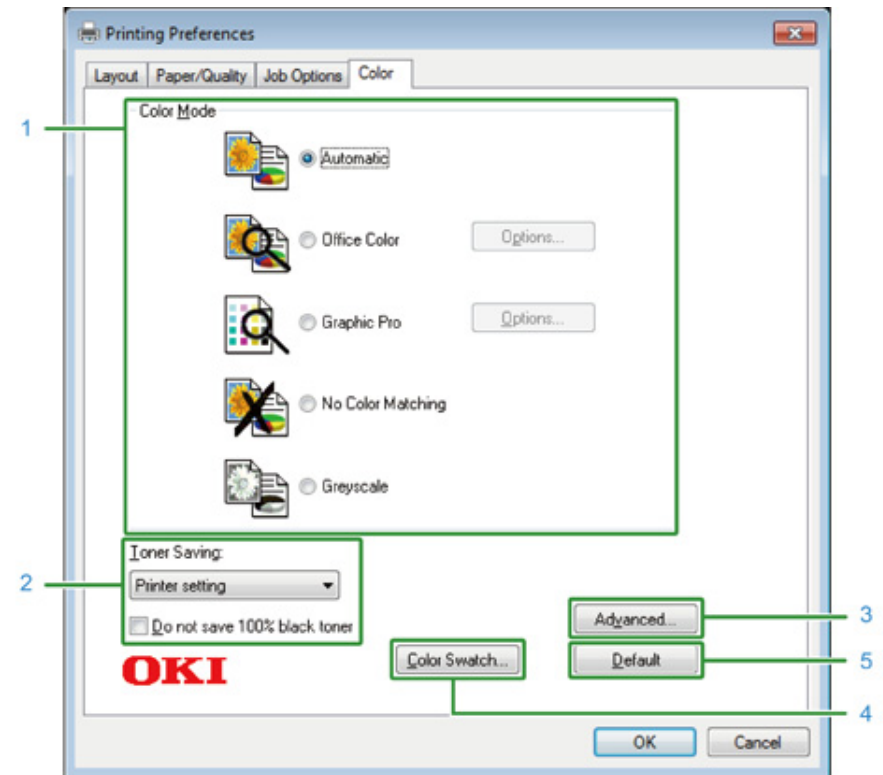 Printing Preferences
Layout Paper/Quality Job Options Color
Color Mode
1
Automatic
Office Color Options...
Graphic Pro Options...
No Color Matching
Greyscale
Toner Saving:
2 Printer setting
Advanced... 3
Do not save 100% black toner
OKI Color Swatch... Default 5
4
OK Cancel